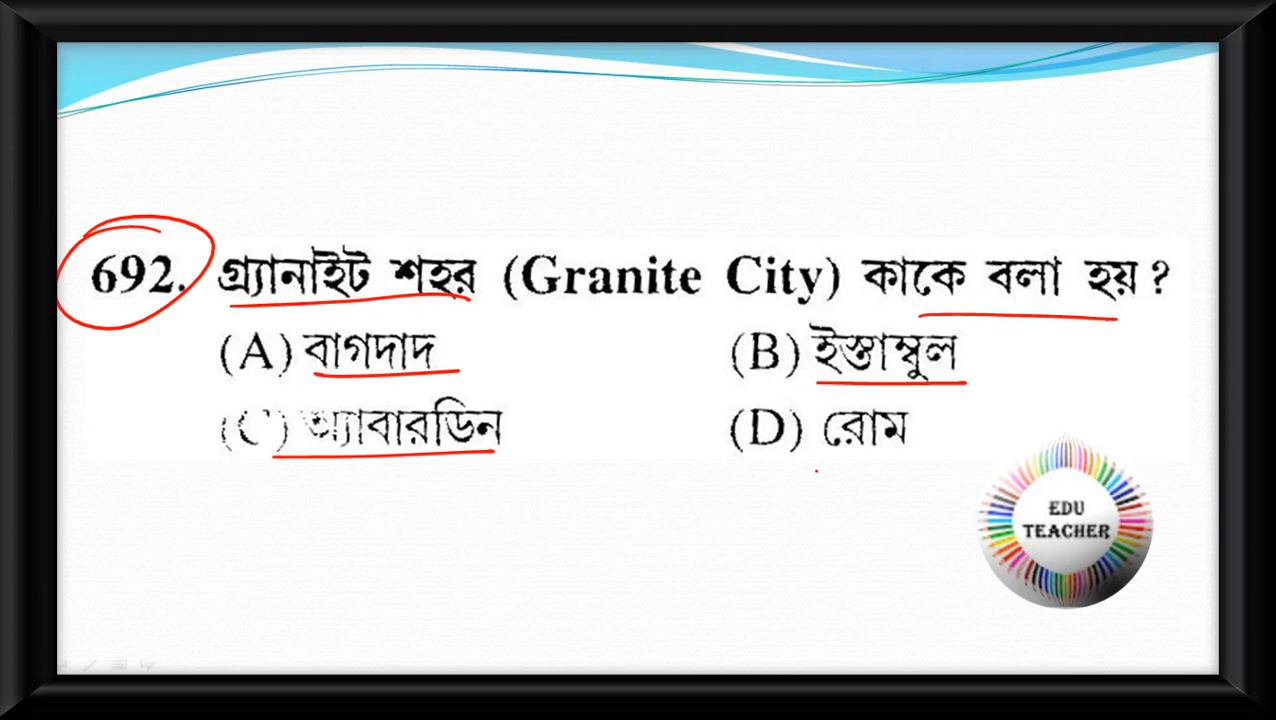 692. গ্র্যানাইট শহর (Granite City) কাকে বলা হয় ?
(A) বাগদাদ (B) ইস্তাম্বুল
(C) অ্যাবারডিন (D) রোম
EDU
TEACHER